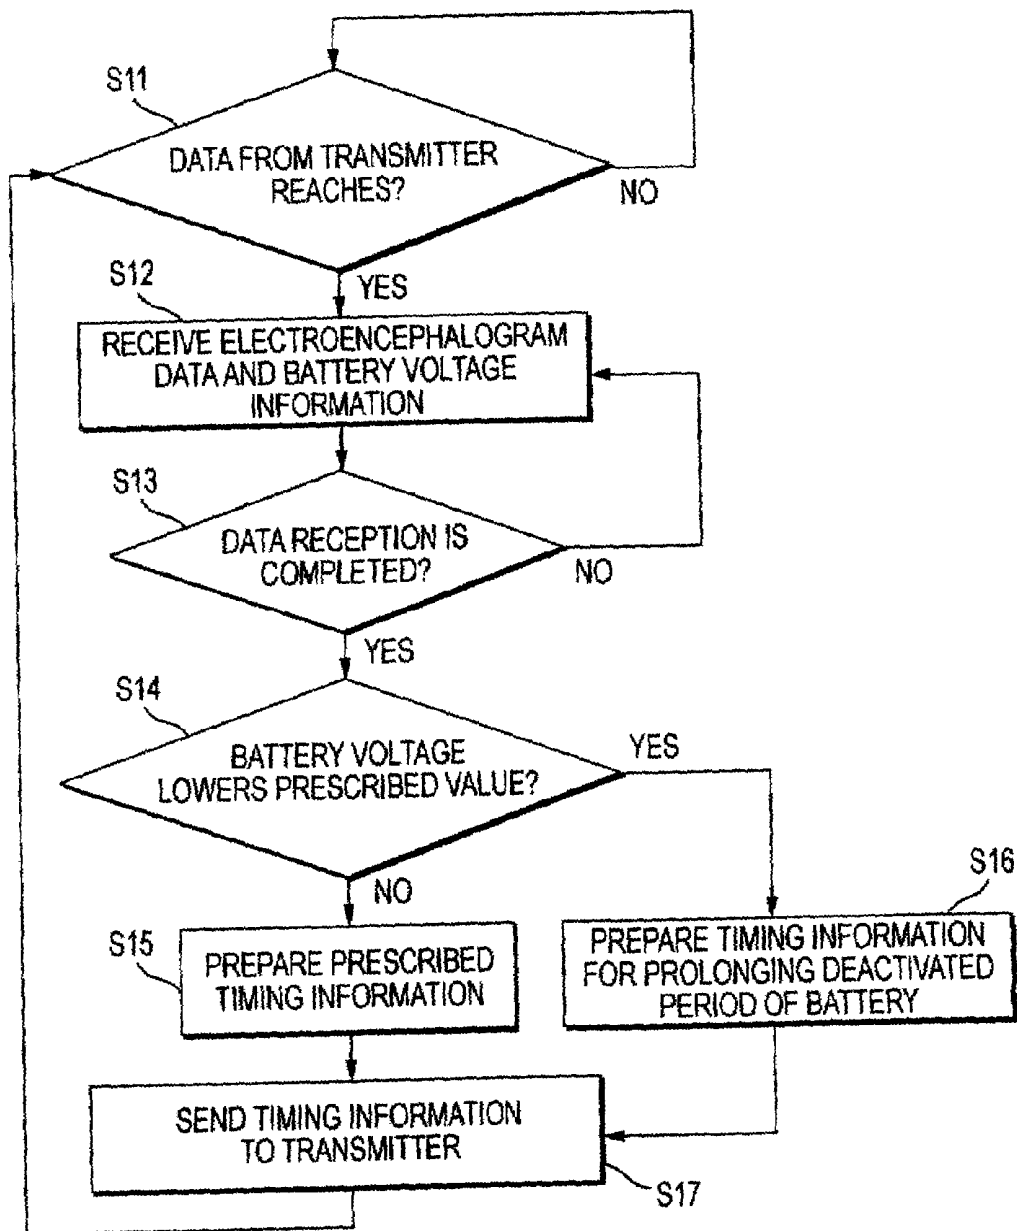 S11
DATA FROM TRANSMITTER
REACHES?
NO
YES
S12
RECEIVE ELECTROENCEPHALOGRAM
DATA AND BATTERY VOLTAGE
INFORMATION
S13
DATA RECEPTION IS
COMPLETED?
NO
YES
S14
BATTERY VOLTAGE
LOWERS PRESCRIBED VALUE?
YES
NO
S15
PREPARE PRESCRIBED
TIMING INFORMATION
S16
PREPARE TIMING INFORMATION
FOR PROLONGING DEACTIVATED
PERIOD OF BATTERY
SEND TIMING INFORMATION
TO TRANSMITTER
S17